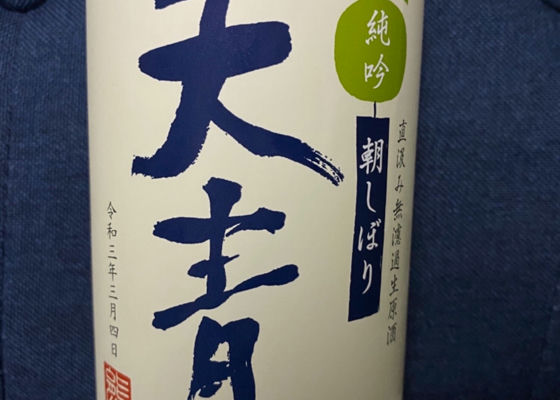 純吟
朝しぼり
直汲み無濾過生原酒
天青
令和三年三月四日